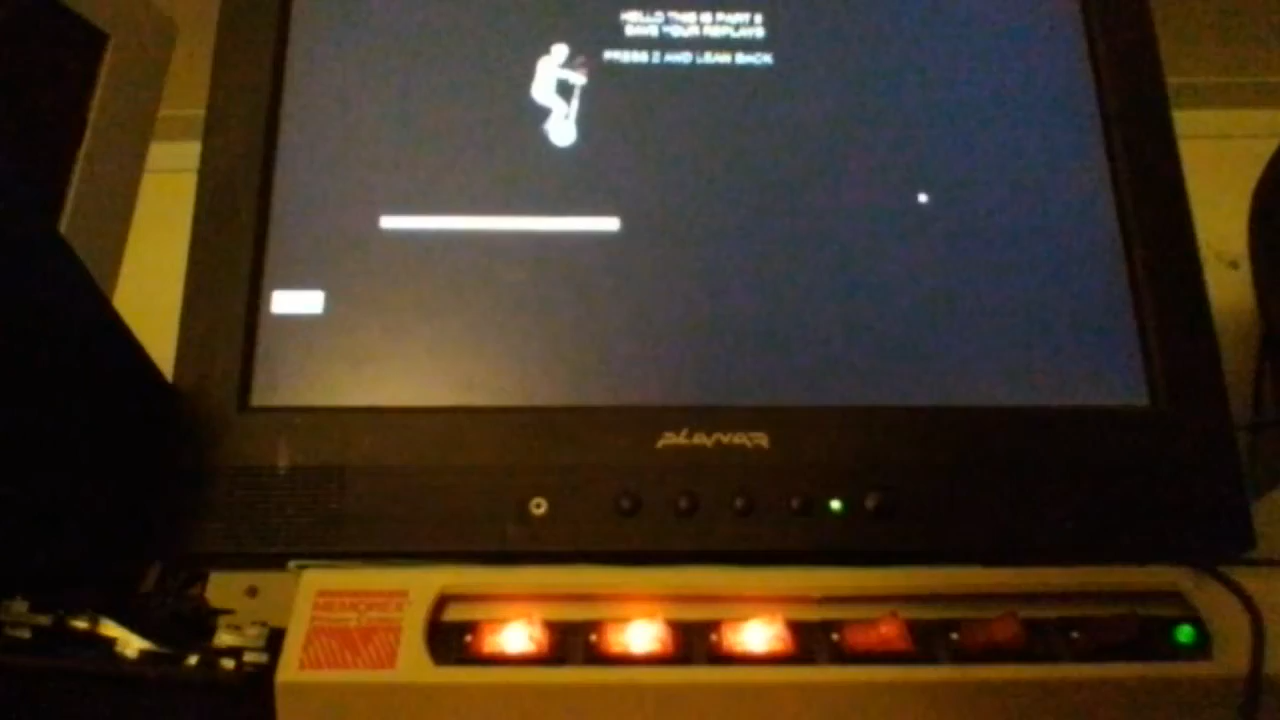 HELLO THIS IS PART 2
SAVE YOUR REPLAYS
PRESS Z AND LEAN BACK
PLANAR
MEMOREX